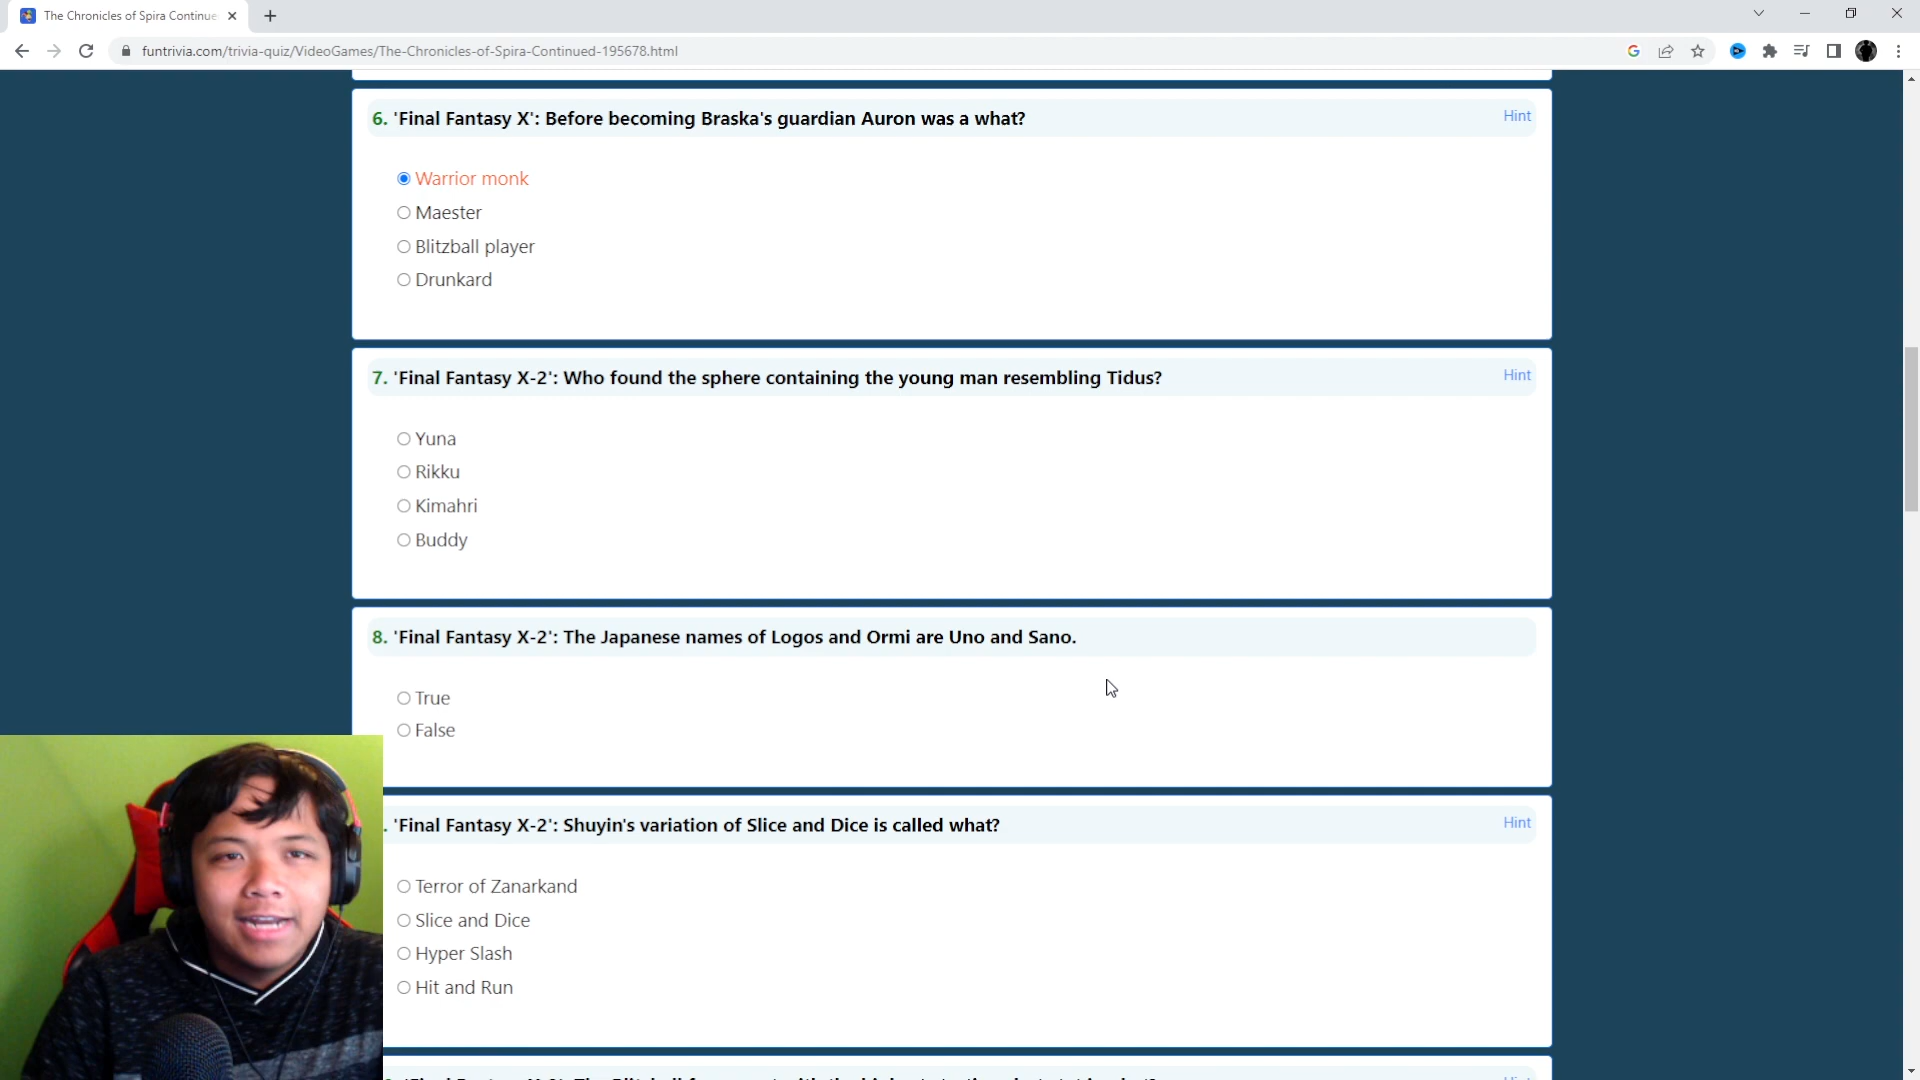 The Chronicles of Spira Continue
funtrivia.com/trivia-quiz/VideoGames/The-Chronicles-of-Spira-Continued-195678.html
6. 'Final Fantasy X': Before becoming Braska's guardian Auron was a what?
Hint
Warrior monk
Maester
Blitzball player
Drunkard
7. 'Final Fantasy X-2': Who found the sphere containing the young man resembling Tidus?
Hint
Yuna
Rikku
Kimahri
Buddy
8. 'Final Fantasy X-2': The Japanese names of Logos and Ormi are Uno and Sano.
True
False
. 'Final Fantasy X-2': Shuyin's variation of Slice and Dice is called what?
Hint
Terror of Zanarkand
Slice and Dice
Hyper Slash
Hit and Run